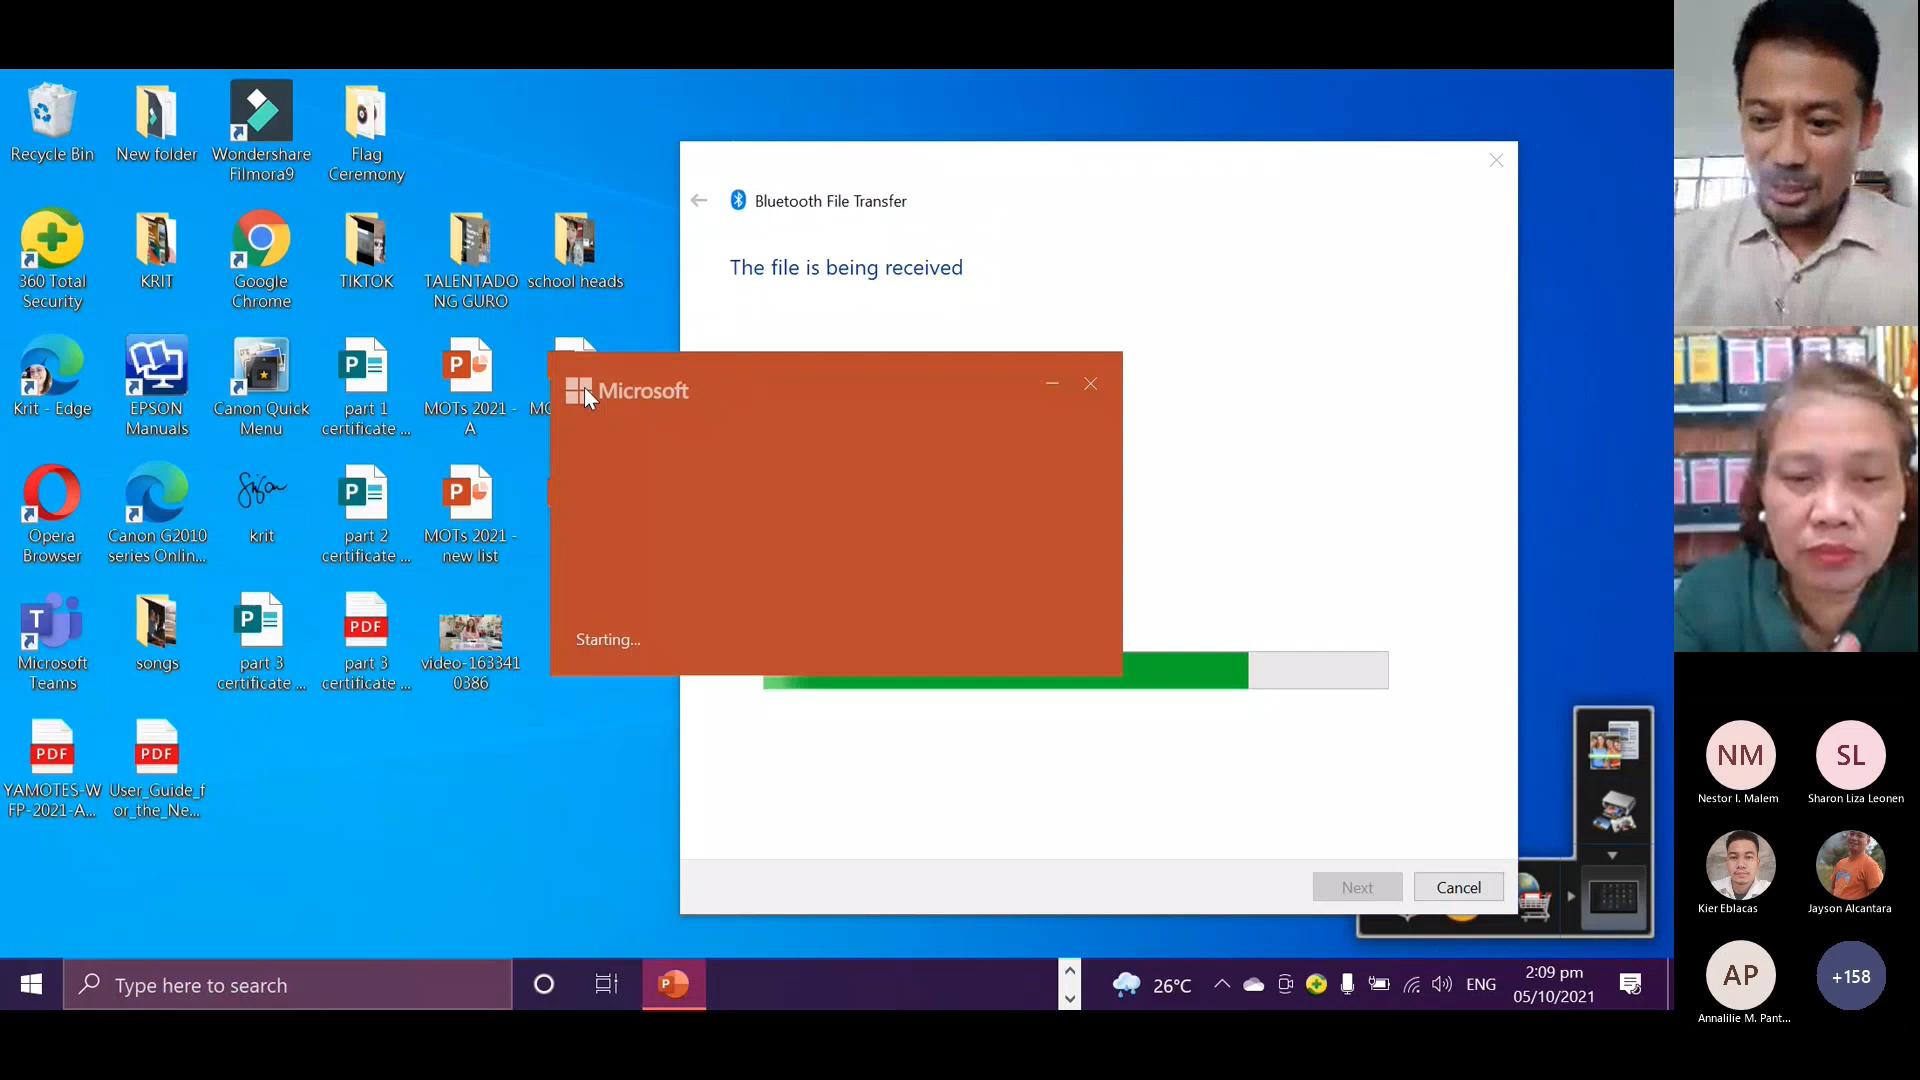 Recycle Bin
New folder
Wondershare
Filmora9
Flag
Ceremony
360 Total
Security
KRIT
Google
Chrome
TIKTOK
TALENTADO
NG GURO
school heads
Krit - Edge
EPSON
Manuals
Canon Quick
Menu
part 1
certificate ...
MOTs 2021 -
A
MO
Opera
Browser
Canon G2010
series Onlin...
krit
part 2
certificate ...
MOTs 2021 -
new list
Microsoft
Teams
songs
part 3
certificate ...
PDF
part 3
certificate ...
video-163341
0386
PDF
YAMOTES-W
FP-2021-A...
PDF
User_Guide_f
or_the_Ne...
Bluetooth File Transfer
The file is being received
Microsoft
Starting...
Next
Cancel
Type here to search
26°C
ENG
2:09 pm
05/10/2021
NM
Nestor I. Malem
SL
Sharon Liza Leonen
Kier Eblacas
Jayson Alcantara
AP
Annalilie M. Pant...
+158